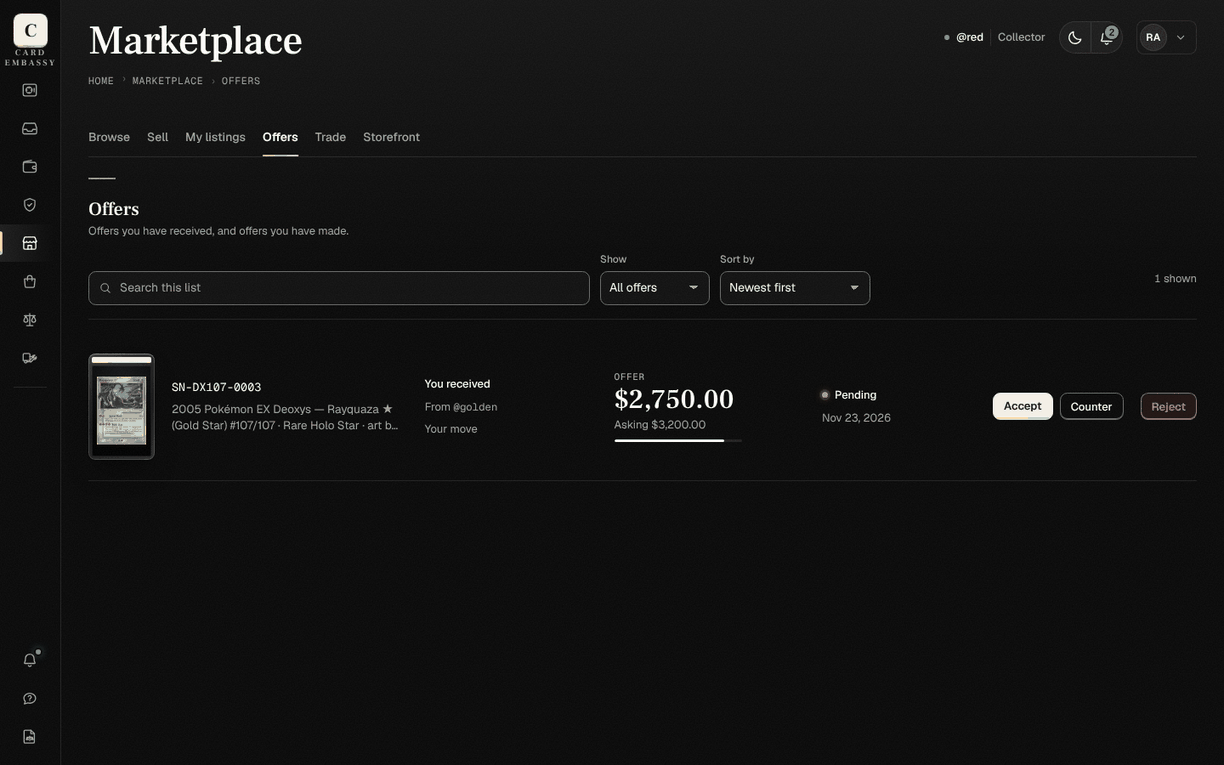 C
CARD
EMBASSY
Marketplace
@red
Collector
2
RA
HOME › MARKETPLACE › OFFERS
Browse
Sell
My listings
Offers
Trade
Storefront
Offers
Offers you have received, and offers you have made.
Show
Sort by
Search this list
All offers
Newest first
1 shown
SN-DX107-0003
2005 Pokémon EX Deoxys — Rayquaza ★
(Gold Star) #107/107 · Rare Holo Star · art b…
You received
From @golden
Your move
OFFER
$2,750.00
Asking $3,200.00
Pending
Nov 23, 2026
Accept
Counter
Reject